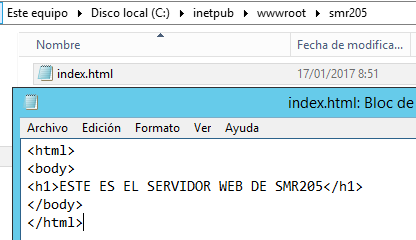 Este equipo ▸ Disco local (C:) ▸ inetpub ▸ wwwroot ▸ smr205
Nombre Fecha de modifica...
index.html 17/01/2017 8:51
index.html: Bloc de
Archivo Edición Formato Ver Ayuda
<html>
<body>
<h1>ESTE ES EL SERVIDOR WEB DE SMR205</h1>
</body>
</html>